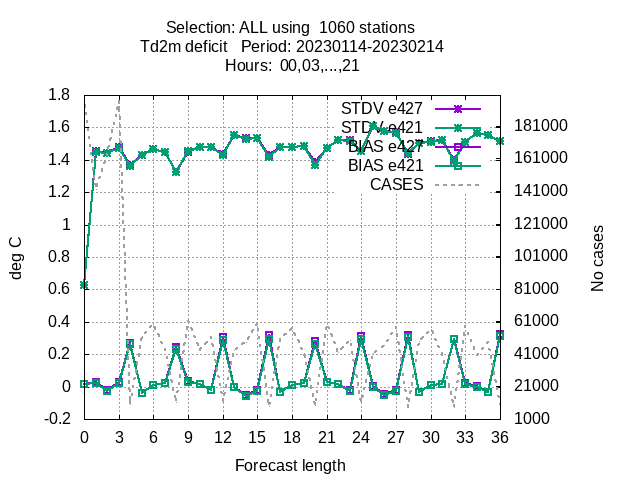 Selection: ALL using  1060 stations
Td2m deficit   Period: 20230114-20230214
Hours:  00,03,...,21
STDV e427
STDV e421
BIAS e427
BIAS e421
CASES
deg C
1.8
1.6
1.4
1.2
1
0.8
0.6
0.4
0.2
0
-0.2
181000
161000
141000
121000
101000
81000
61000
41000
21000
1000
No cases
0 3 6 9 12 15 18 21 24 27 30 33 36
Forecast length